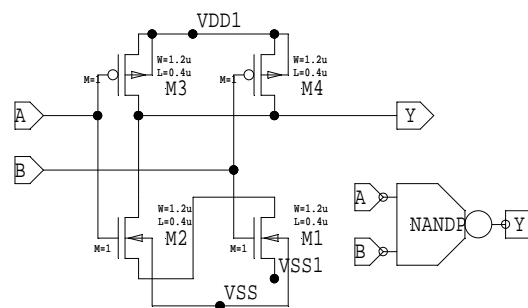 VDD1
W=1.2u
L=0.4u
M=1
M3
W=1.2u
L=0.4u
M=1
M4
A
Y
B
W=1.2u
L=0.4u
M=1
M2
W=1.2u
L=0.4u
M=1
M1
VSS1
VSS
A
B
NANDP
Y